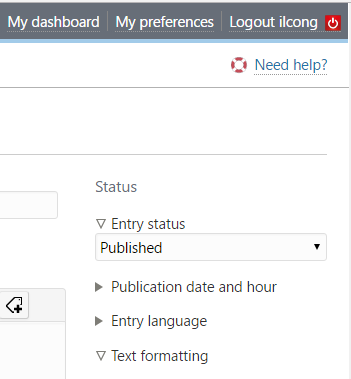 My dashboard My preferences Logout ilcong
Need help?
Status
Entry status
Published
Publication date and hour
Entry language
Text formatting